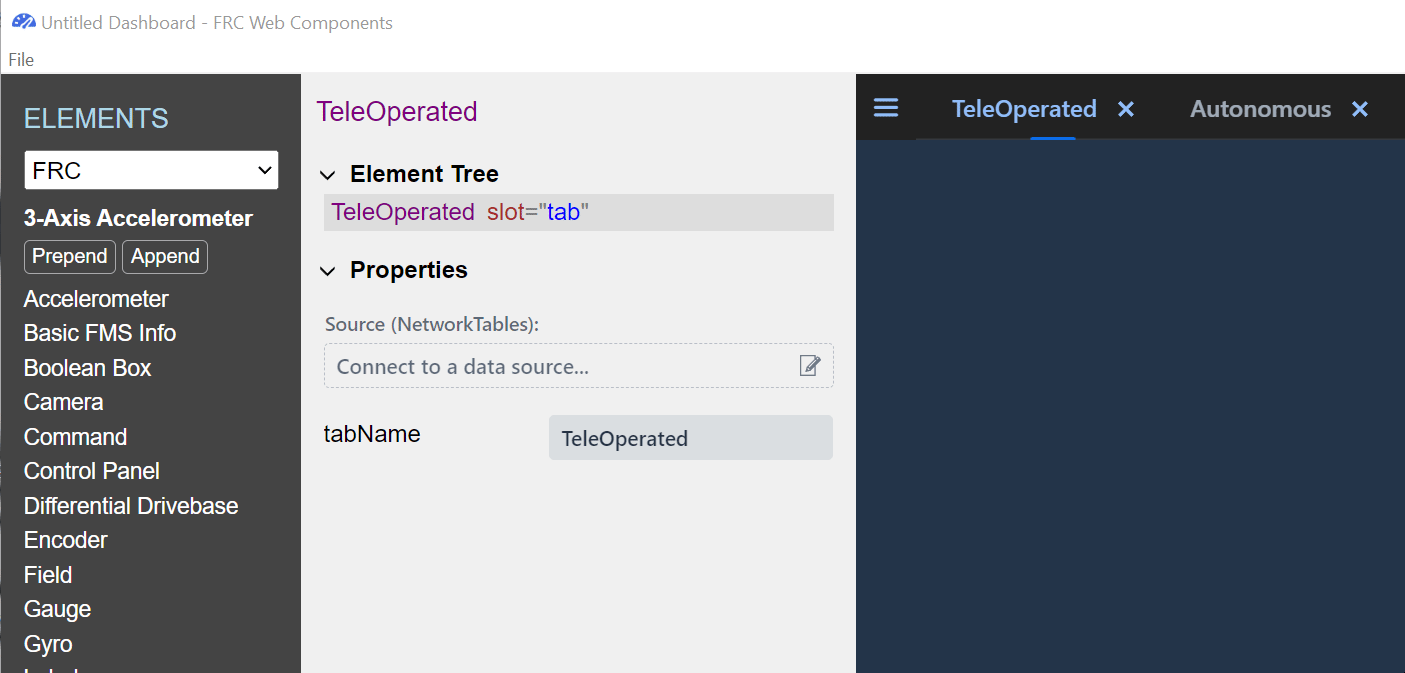 Untitled Dashboard - FRC Web Components
File
ELEMENTS
FRC
3-Axis Accelerometer
Prepend Append
Accelerometer
Basic FMS Info
Boolean Box
Camera
Command
Control Panel
Differential Drivebase
Encoder
Field
Gauge
Gyro
TeleOperated
Element Tree
TeleOperated slot="tab"
Properties
Source (NetworkTables):
Connect to a data source...
tabName TeleOperated
TeleOperated Autonomous